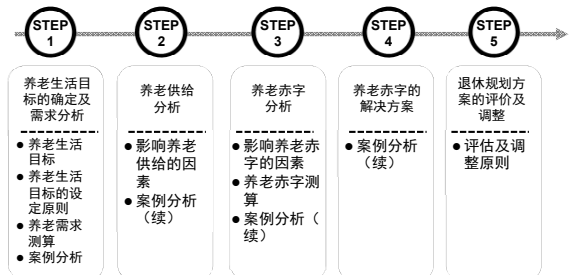 STEP
1
STEP
2
STEP
3
STEP
4
STEP
5
养老生活目
标的确定及
需求分析
● 养老生活
目标
● 养老生活
目标的设
定原则
● 养老需求
测算
● 案例分析
养老供给
分析
● 影响养老
供给的因
素
● 案例分析
（续）
养老赤字
分析
● 影响养老赤
字的因素
● 养老赤字测
算
● 案例分析（
续）
养老赤字的
解决方案
● 案例分析
（续）
退休规划方
案的评价及
调整
● 评估及调
整原则